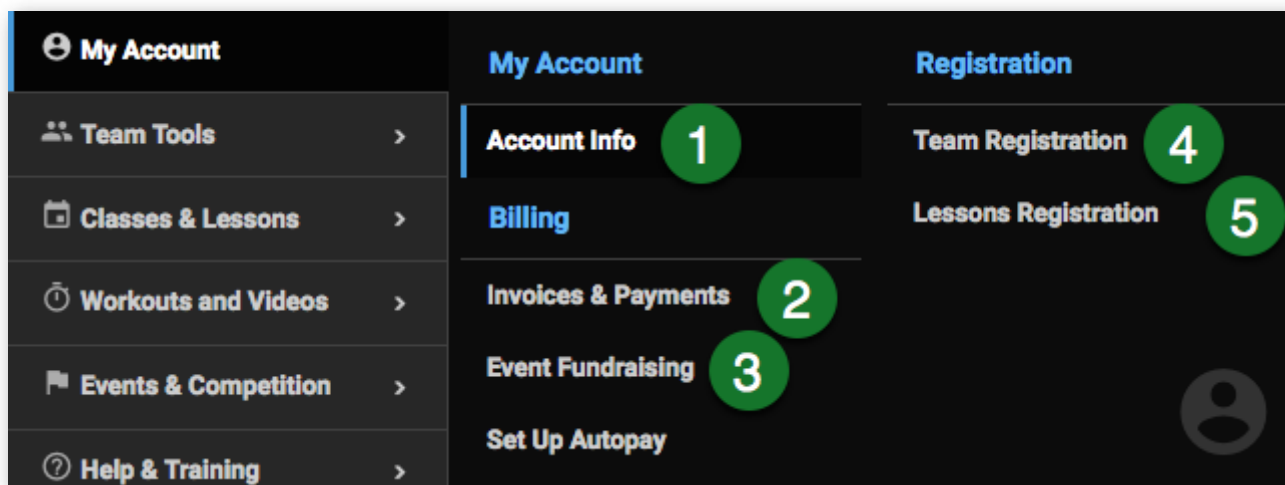 My Account
Team Tools
Classes & Lessons
Workouts and Videos
Events & Competition
Help & Training
My Account
Account Info 1
Billing
Invoices & Payments 2
Event Fundraising 3
Set Up Autopay
Registration
Team Registration 4
Lessons Registration 5